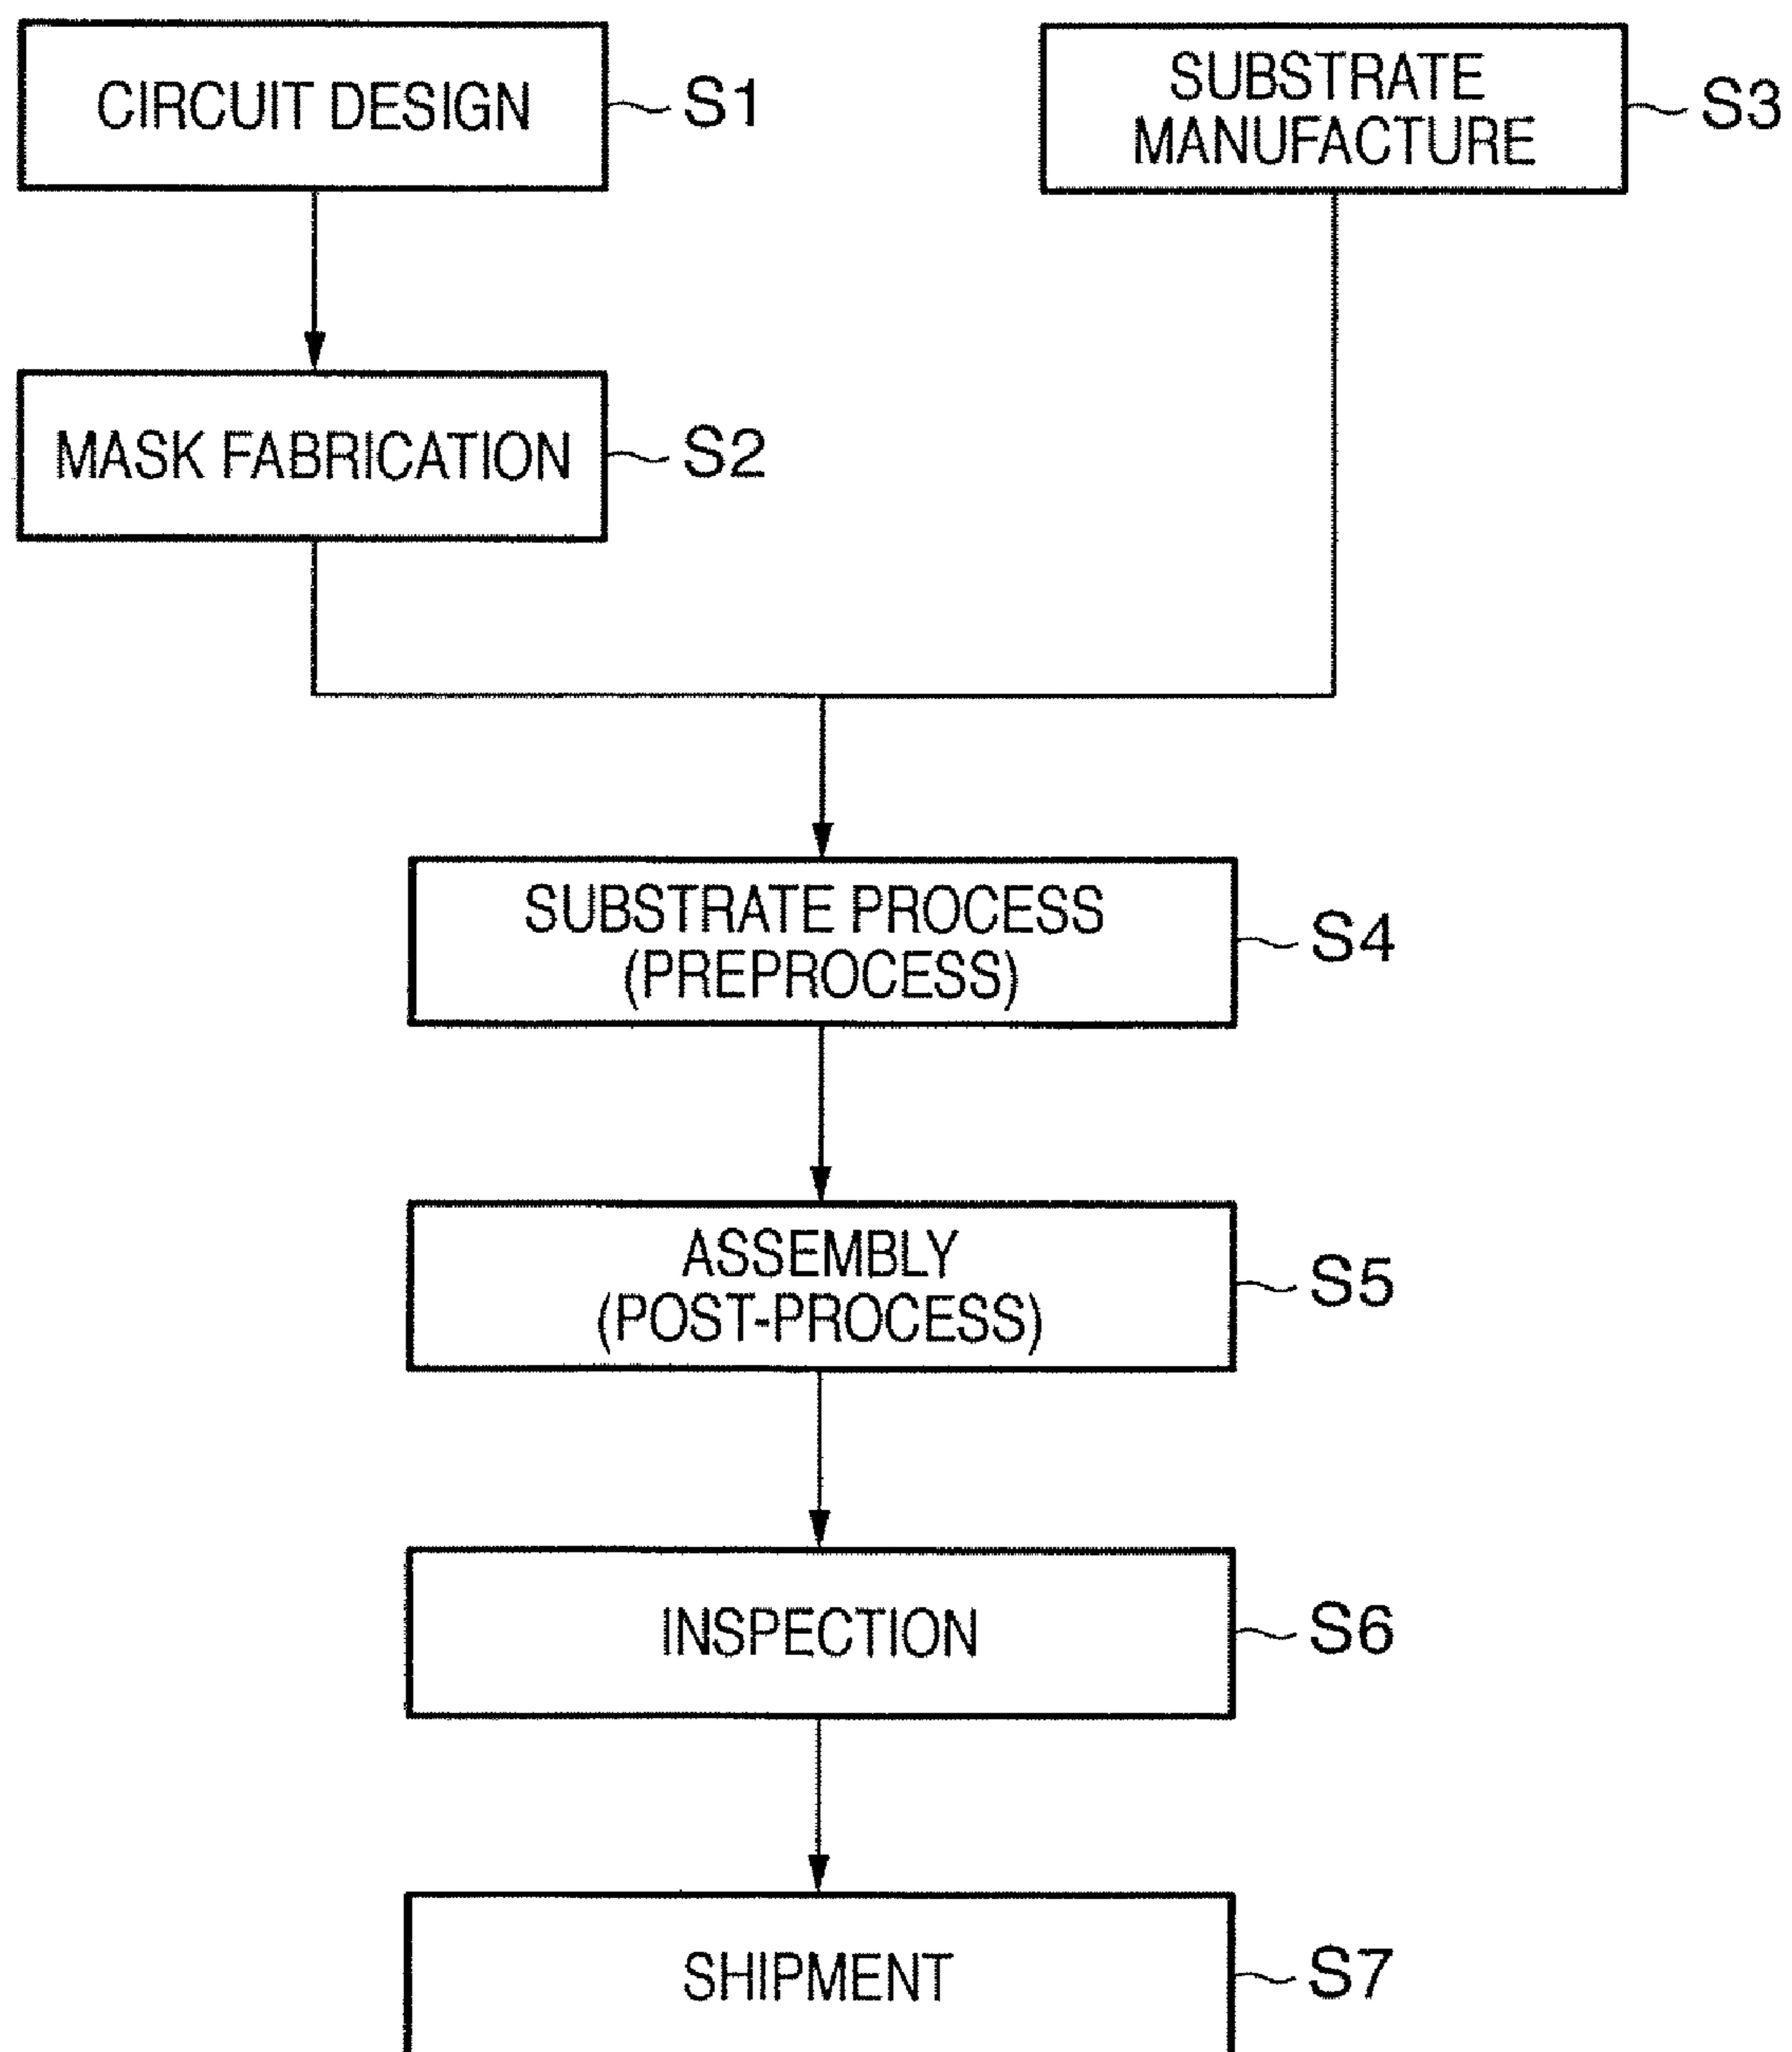 CIRCUIT DESIGN
S1
SUBSTRATE
MANUFACTURE
S3
MASK FABRICATION
S2
SUBSTRATE PROCESS
(PREPROCESS)
S4
ASSEMBLY
(POST-PROCESS)
S5
INSPECTION
S6
SHIPMENT
S7